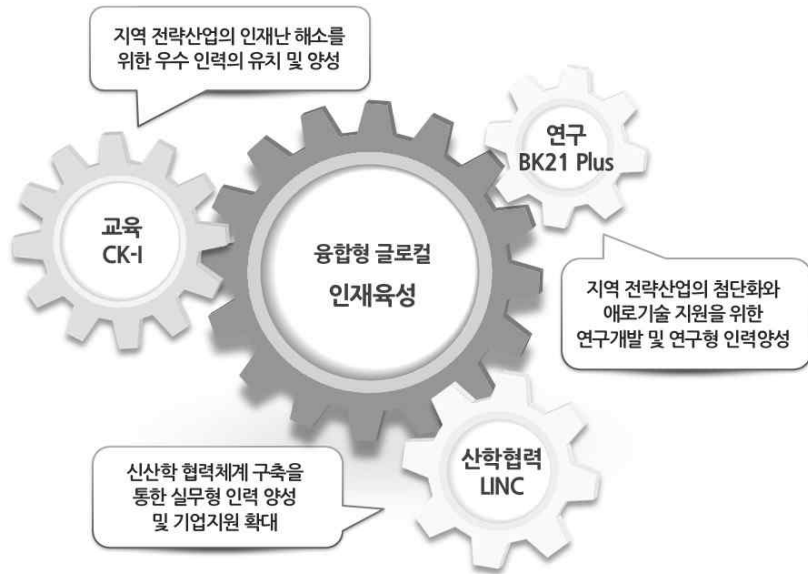 지역 전략산업의 인재난 해소를
위한 우수 인력의 유치 및 양성
연구
BK21 Plus
교육
CK-I
융합형 글로컬
인재육성
지역 전략산업의 첨단화와
애로기술 지원을 위한
연구개발 및 연구형 인력양성
산학협력
LINC
신산학 협력체계 구축을
통한 실무형 인력 양성
및 기업지원 확대